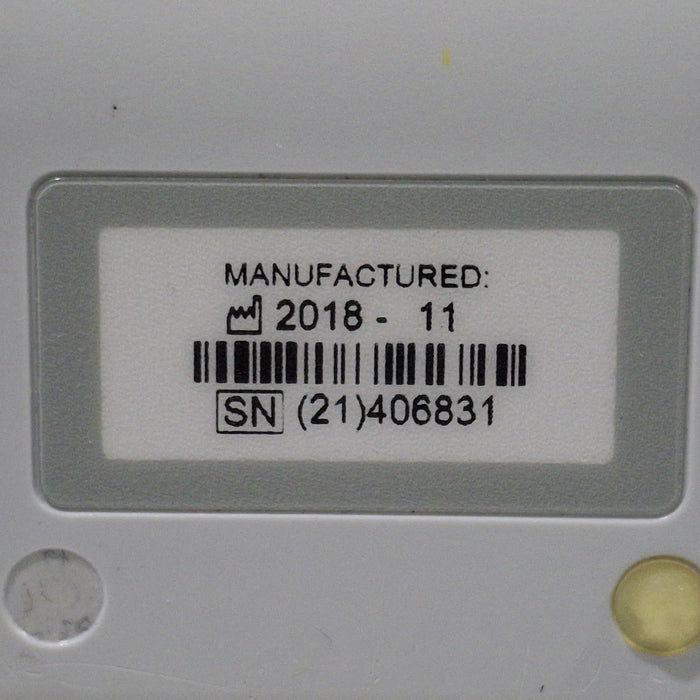 MANUFACTURED:
2018 - 11
SN (21)406831